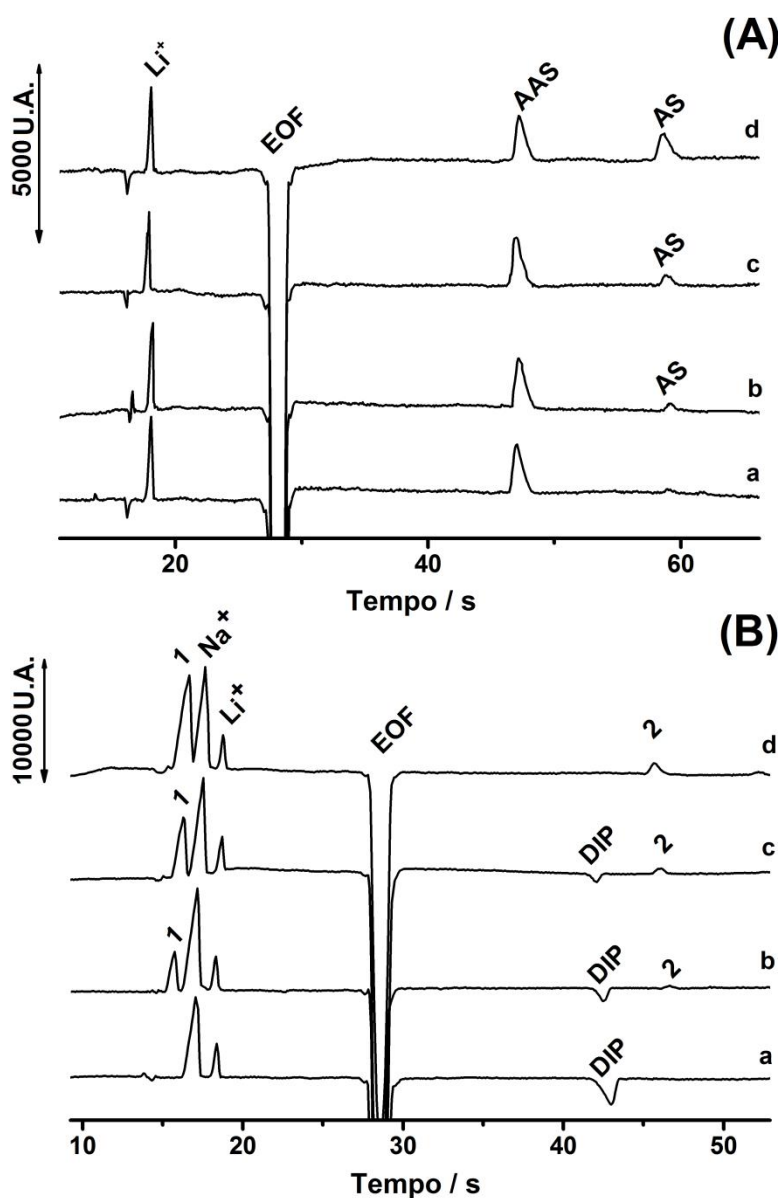 (A)
5000 U.A.
Li⁺
EOF
AAS
AS
d
AS
c
AS
b
a
20 40 60
Tempo / s
(B)
10000 U.A.
1
Na⁺
Li⁺
EOF
2
d
1
DIP
2
c
1
DIP
2
b
DIP
a
10 20 30 40 50
Tempo / s